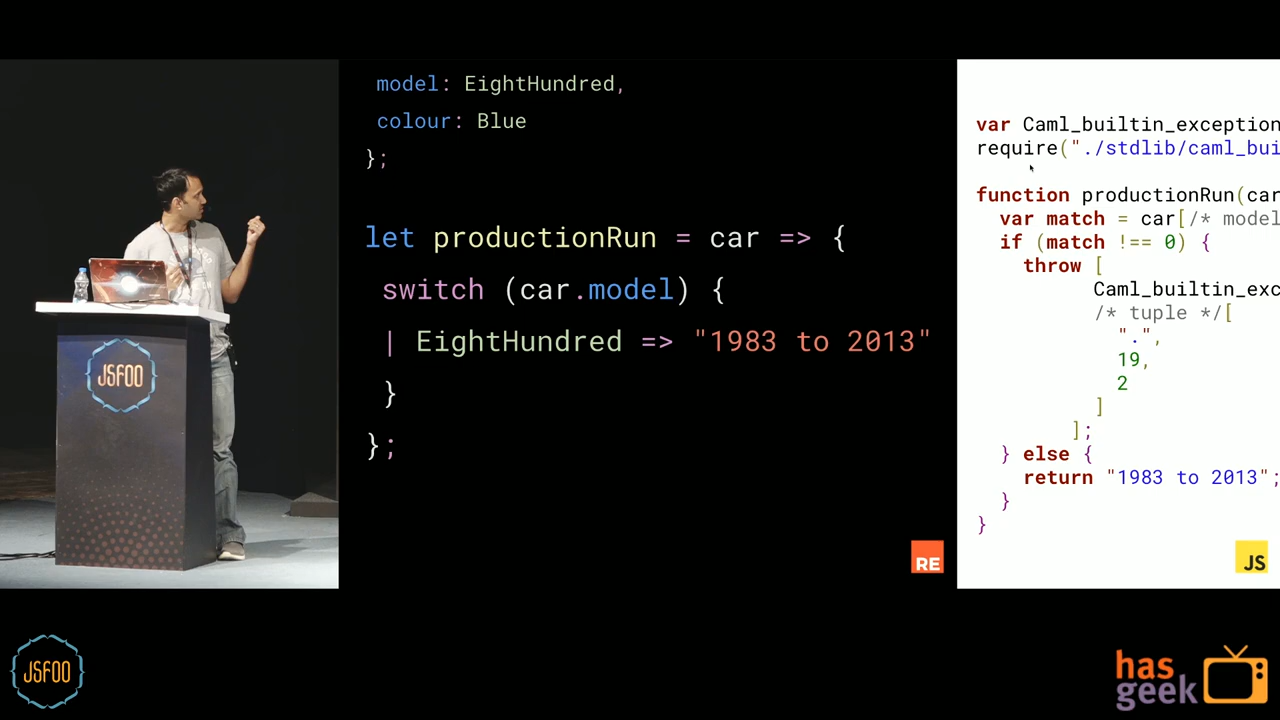 model: EightHundred,
colour: Blue
};
let productionRun = car => {
switch (car.model) {
| EightHundred => "1983 to 2013"
}
};
RE
var Caml_builtin_exception
require("./stdlib/caml_bui
function productionRun(car
var match = car[/* model
if (match !== 0) {
throw [
Caml_builtin_exc
/* tuple */[
".",
19,
2
]
];
} else {
return "1983 to 2013";
}
}
JS
JSFOO
JSFOO
has
geek